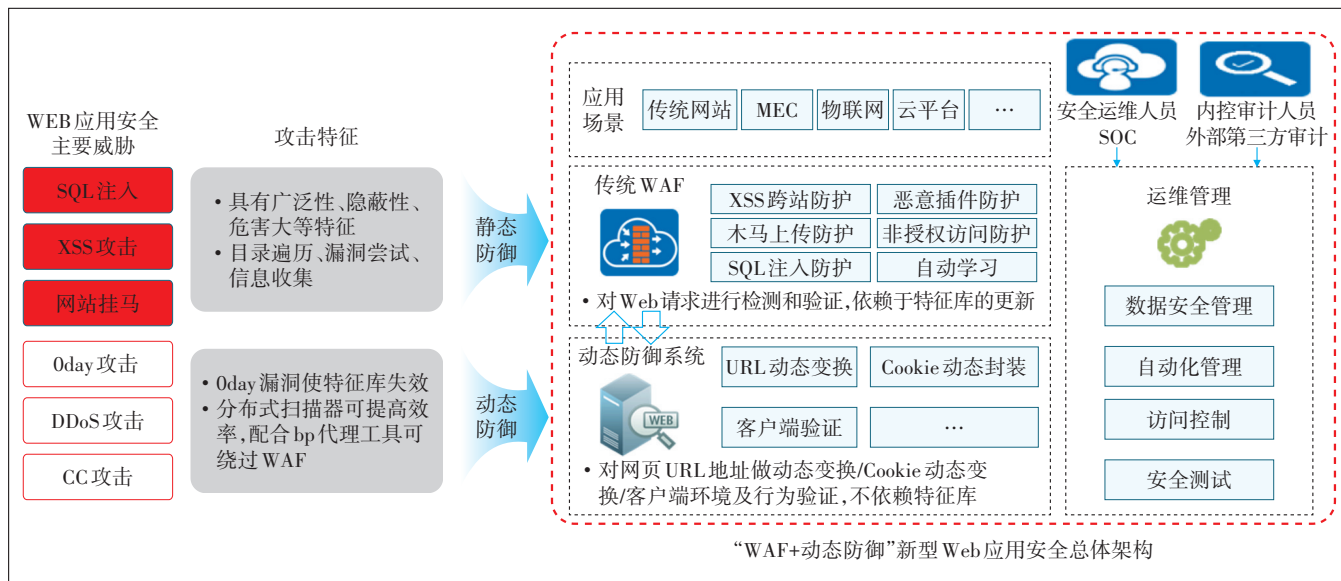 WEB应用安全
主要威胁
SQL注入
XSS攻击
网站挂马
0day攻击
DDoS攻击
CC攻击
攻击特征
• 具有广泛性、隐蔽性、
危害大等特征
• 目录遍历、漏洞尝试、
信息收集
• 0day漏洞使特征库失效
• 分布式扫描器可提高效
率,配合bp代理工具可
绕过WAF
静态
防御
动态
防御
应用
场景
传统网站
MEC
物联网
云平台
…
传统WAF
XSS跨站防护
恶意插件防护
木马上传防护
非授权访问防护
SQL注入防护
自动学习
• 对Web请求进行检测和验证,依赖于特征库的更新
动态防御系统
WEB
URL动态变换
Cookie动态封装
客户端验证
…
• 对网页URL地址做动态变换/Cookie动态变
换/客户端环境及行为验证,不依赖特征库
安全运维人员
SOC
内控审计人员
外部第三方审计
运维管理
数据安全管理
自动化管理
访问控制
安全测试
“WAF+动态防御”新型Web应用安全总体架构